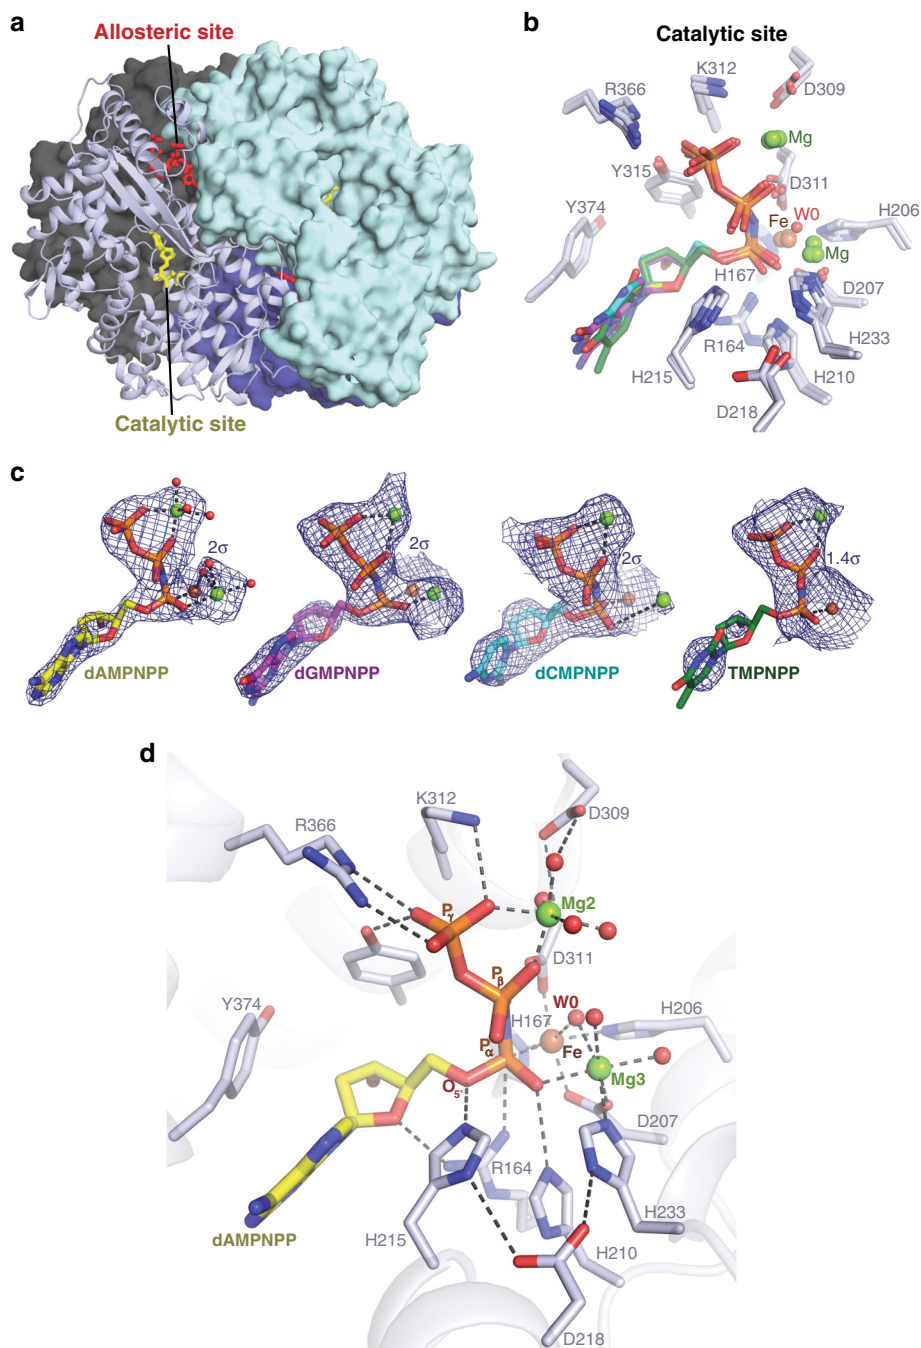 a
Allosteric site
Catalytic site
b
Catalytic site
K312
D309
R366
Mg
Y315
D311
Y374
Fe
W0
H206
Mg
H167
D207
R164
H233
H215
H210
D218
c
2σ
2σ
2σ
1.4σ
dAMPNPP
dGMPNPP
dCMPNPP
TMPNPP
d
K312
D309
R366
Pγ
Mg2
D311
Pβ
Y374
W0
H167
H206
Fe
Pα
Mg3
O5'
D207
R164
dAMPNPP
H215
H233
H210
D218